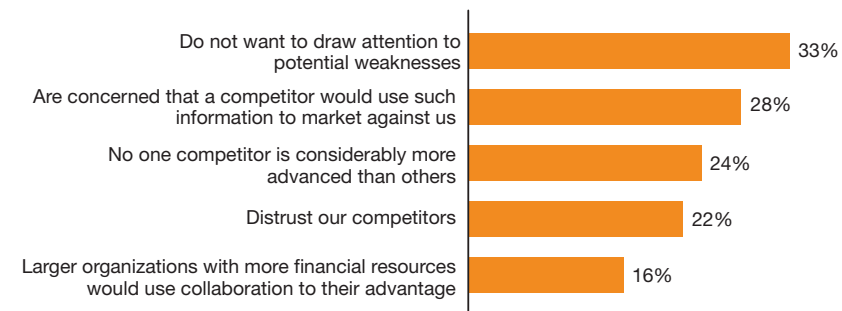 Do not want to draw attention to
potential weaknesses
33%
Are concerned that a competitor would use such
information to market against us
28%
No one competitor is considerably more
advanced than others
24%
Distrust our competitors
22%
Larger organizations with more financial resources
would use collaboration to their advantage
16%